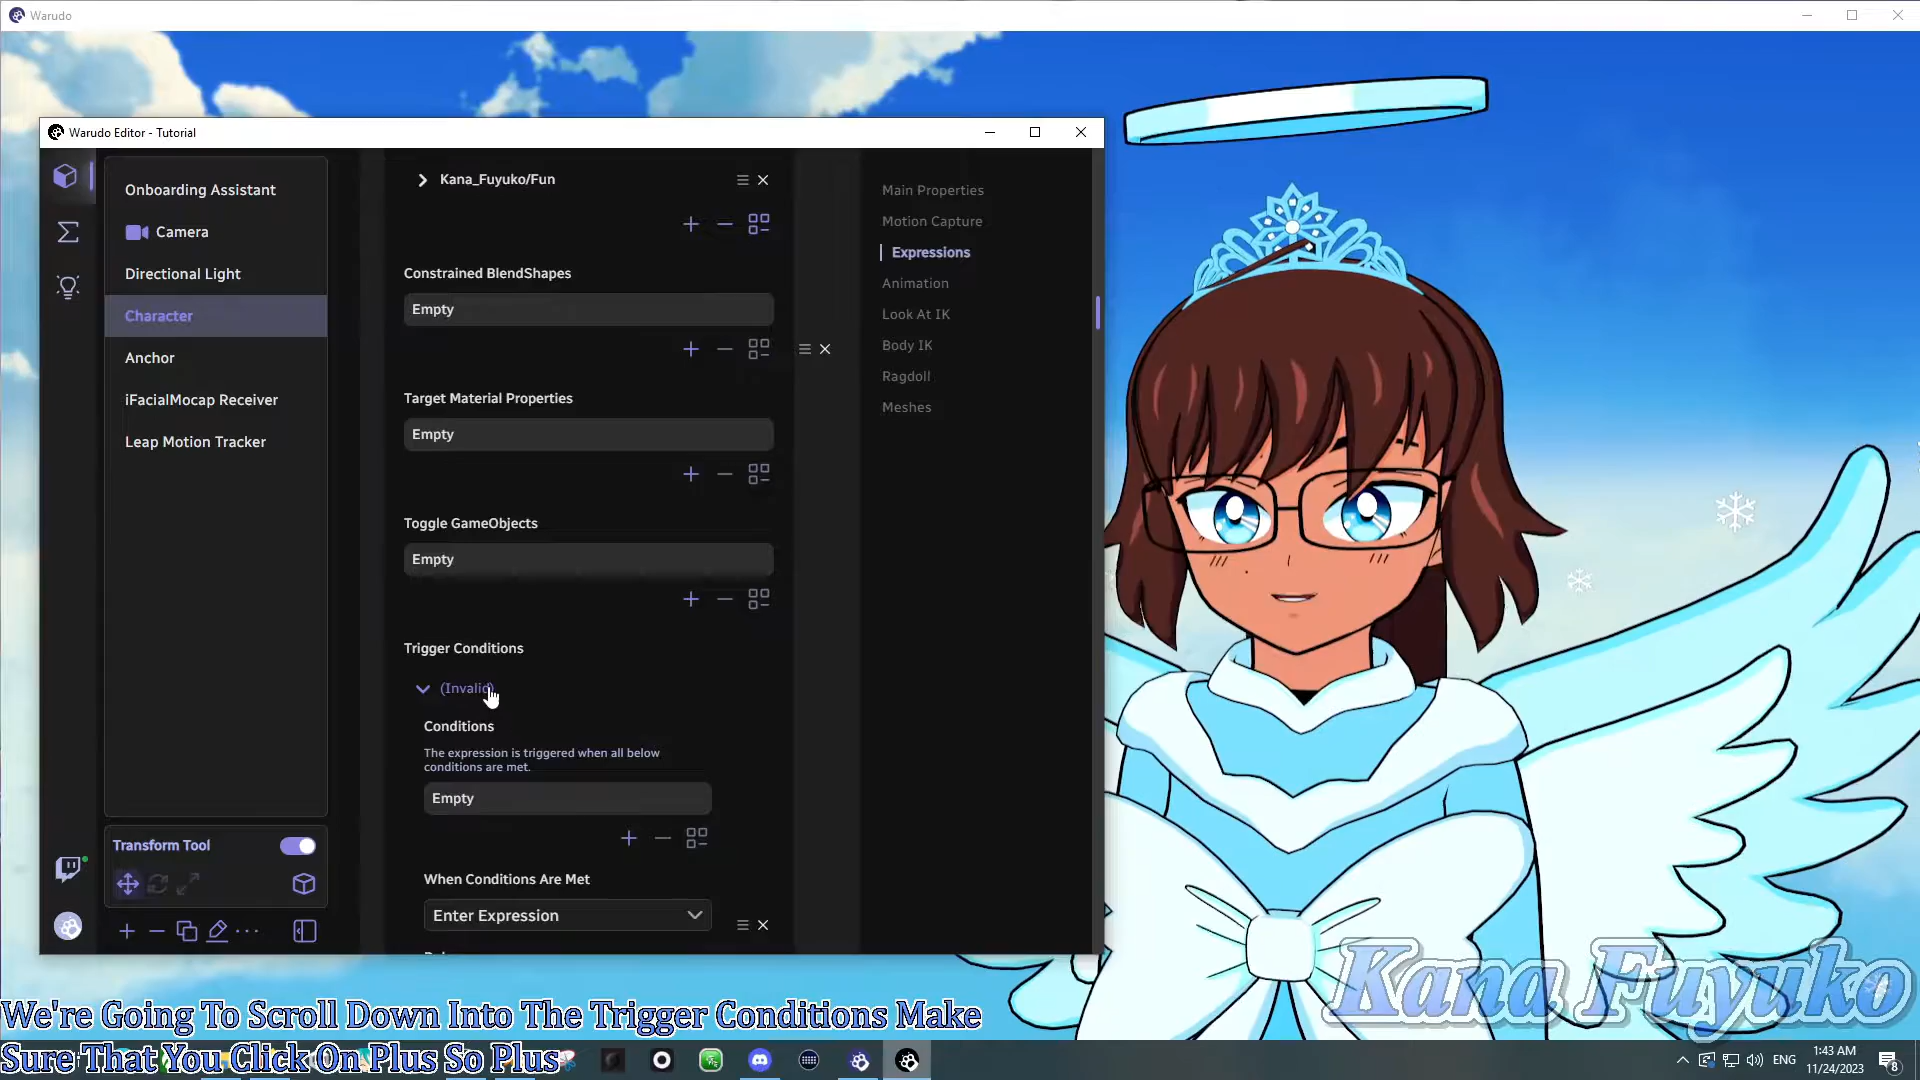 Warudo
Warudo Editor - Tutorial
Onboarding Assistant
Camera
Directional Light
Character
Anchor
iFacialMocap Receiver
Leap Motion Tracker
Transform Tool
Kana_Fuyuko/Fun
Constrained BlendShapes
Empty
Target Material Properties
Empty
Toggle GameObjects
Empty
Trigger Conditions
(Invalid)
Conditions
The expression is triggered when all below
conditions are met.
Empty
When Conditions Are Met
Enter Expression
Main Properties
Motion Capture
Expressions
Animation
Look At IK
Body IK
Ragdoll
Meshes
Kana Fuyuko
We're Going To Scroll Down Into The Trigger Conditions Make
Sure That You Click On Plus So Plus
ENG
1:43 AM
11/24/2023
8